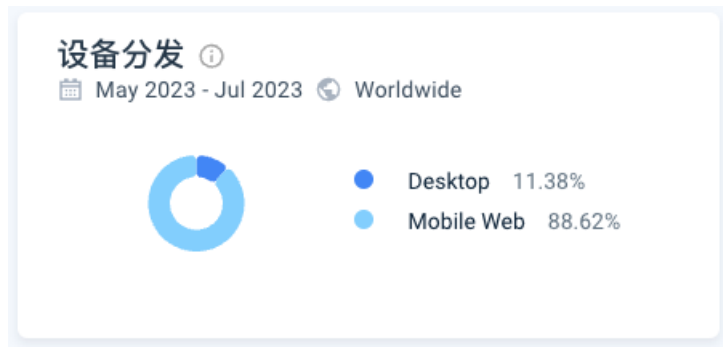 设备分发
May 2023 - Jul 2023 Worldwide
Desktop 11.38%
Mobile Web 88.62%